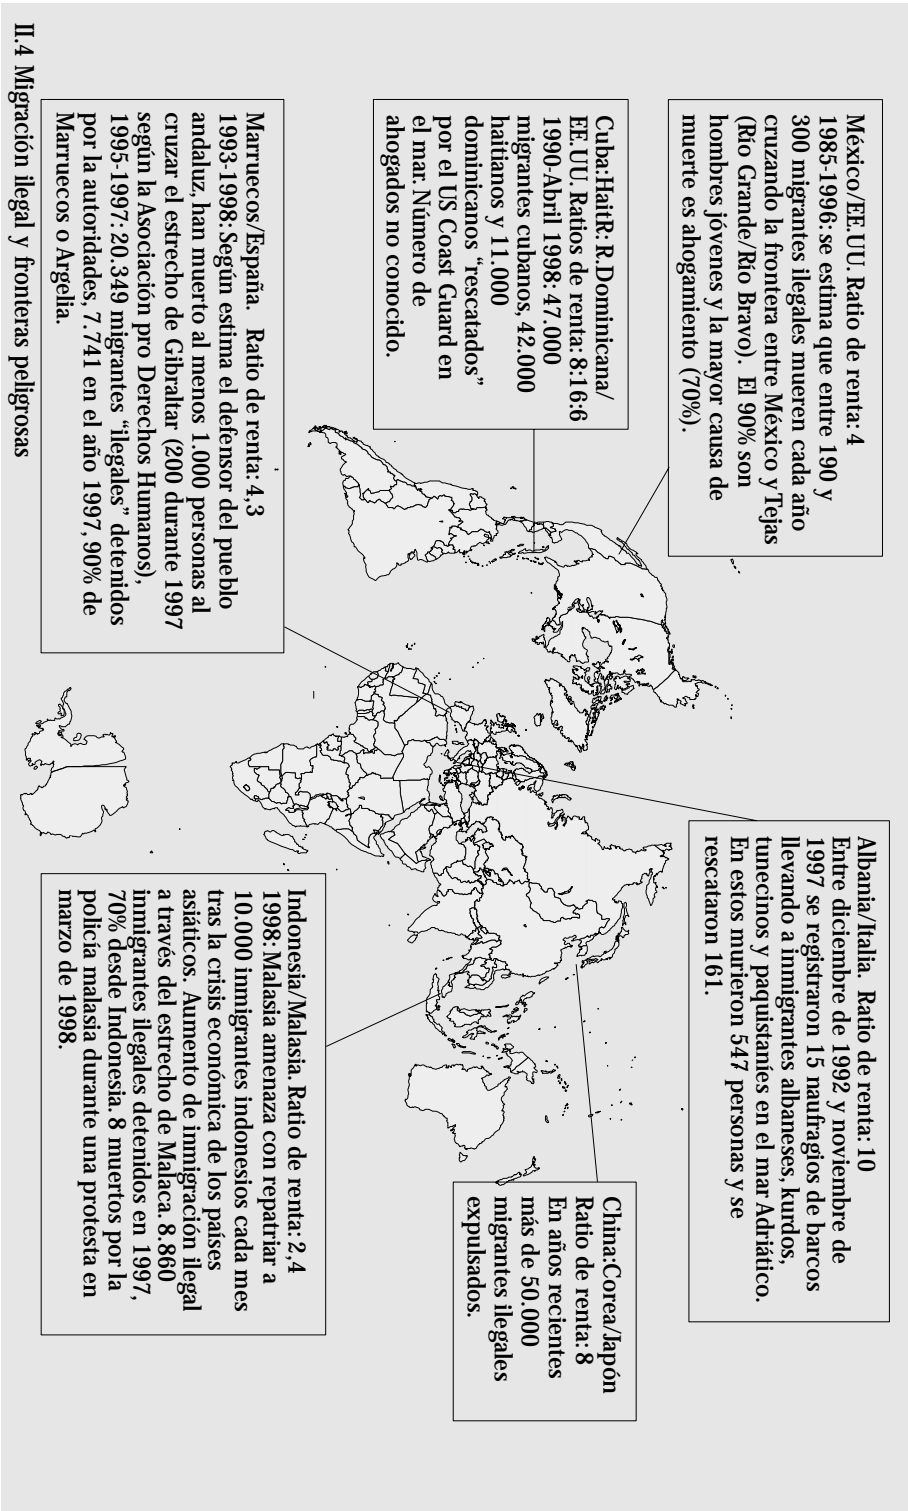 México/EE.UU. Ratio de renta: 4
1985-1996: se estima que entre 190 y
300 migrantes ilegales mueren cada año
cruzando la frontera entre México y Tejas
(Río Grande/Río Bravo). El 90% son
hombres jóvenes y la mayor causa de
muerte es ahogamiento (70%).
Albania/Italia. Ratio de renta: 10
Entre diciembre de 1992 y noviembre de
1997 se registraron 15 naufragios de barcos
llevando a inmigrantes albaneses, kurdos,
tunecinos y paquistaníes en el mar Adriático.
En estos murieron 547 personas y se
rescataron 161.
Cuba:HaitR: R.Dominicana/
EE.UU. Ratios de renta: 8:16:6
1990-Abril 1998: 47.000
migrantes cubanos, 42.000
haitianos y 11.000
dominicanos “rescatados”
por el US Coast Guard en
el mar. Número de
ahogados no conocido.
China:Corea/Japón
Ratio de renta: 8
En años recientes
más de 50.000
migrantes ilegales
expulsados.
Marruecos/España. Ratio de renta: 4,3
1993-1998: Según estima el defensor del pueblo
andaluz, han muerto al menos 1.000 personas al
cruzar el estrecho de Gibraltar (200 durante 1997
según la Asociación pro Derechos Humanos),
1995-1997: 20.349 migrantes “ilegales” detenidos
por la autoridades, 7.741 en el año 1997, 90% de
Marruecos o Argelia.
Indonesia/Malasia. Ratio de renta: 2,4
1998: Malasia amenaza con repatriar a
10.000 inmigrantes indonesios cada mes
tras la crisis económica de los países
asiáticos. Aumento de inmigración ilegal
a través del estrecho de Malaca. 8.860
inmigrantes ilegales detenidos en 1997,
70% desde Indonesia. 8 muertos por la
policía malasia durante una protesta en
marzo de 1998.
II.4 Migración ilegal y fronteras peligrosas